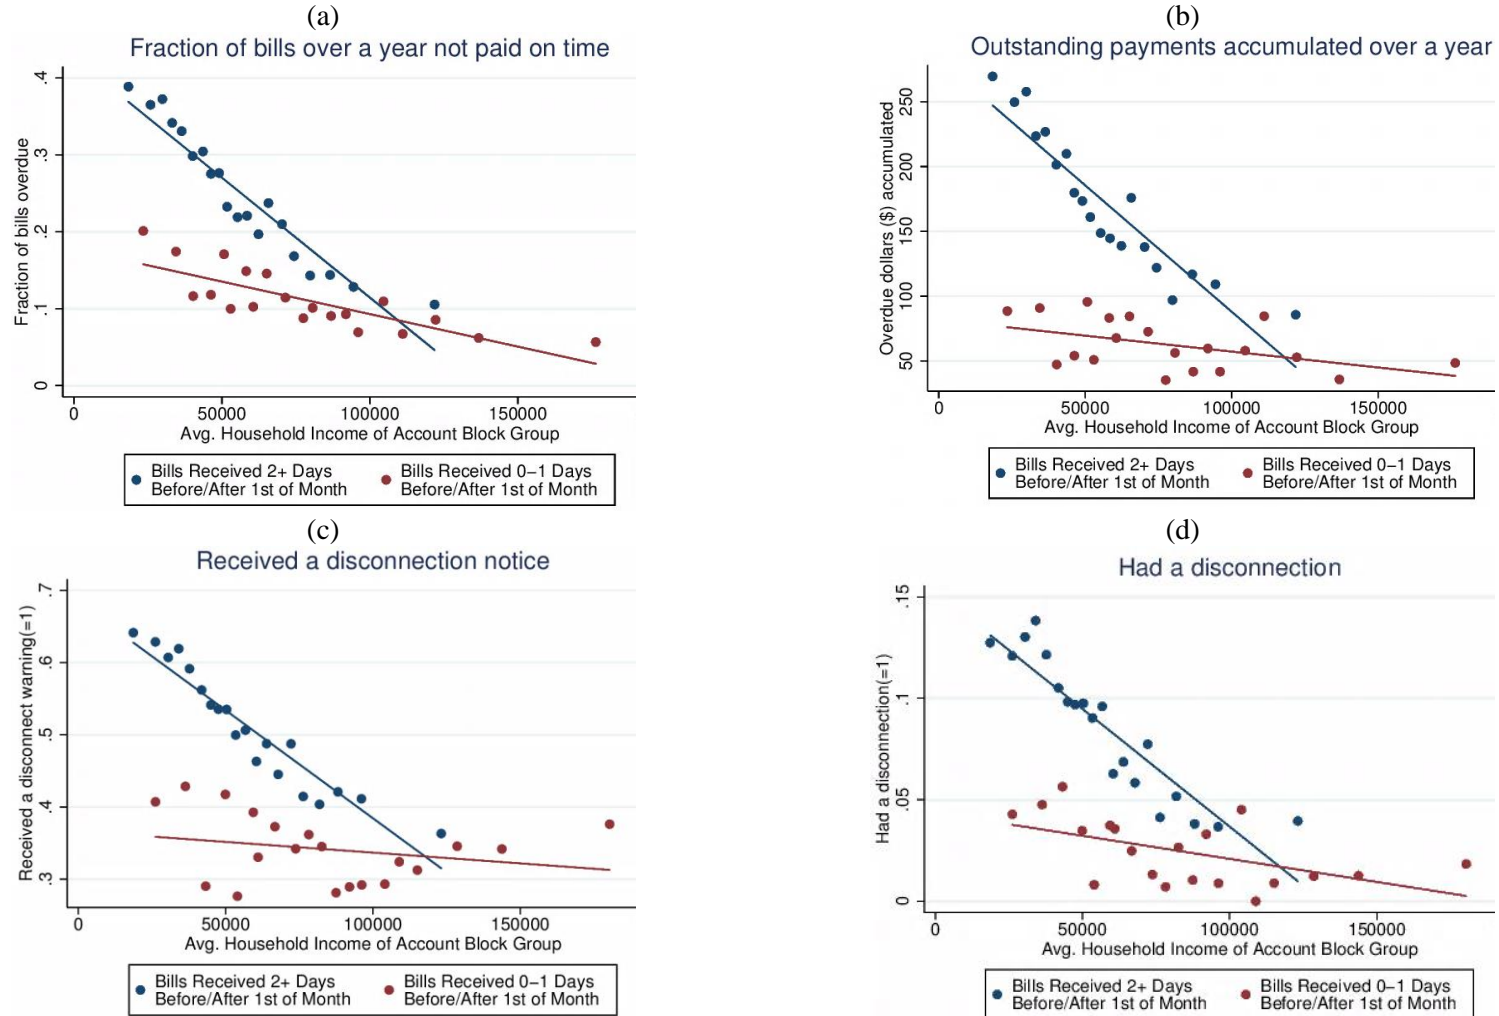 (a)
Fraction of bills over a year not paid on time
Fraction of bills overdue
.4
.3
.2
.1
0
0 50000 100000 150000
Avg. Household Income of Account Block Group
Bills Received 2+ Days
Before/After 1st of Month
Bills Received 0−1 Days
Before/After 1st of Month
(b)
Outstanding payments accumulated over a year
Overdue dollars ($) accumulated
250
200
150
100
50
0 50000 100000 150000
Avg. Household Income of Account Block Group
Bills Received 2+ Days
Before/After 1st of Month
Bills Received 0−1 Days
Before/After 1st of Month
(c)
Received a disconnection notice
Received a disconnect warning(=1)
.7
.6
.5
.4
.3
0 50000 100000 150000
Avg. Household Income of Account Block Group
Bills Received 2+ Days
Before/After 1st of Month
Bills Received 0−1 Days
Before/After 1st of Month
(d)
Had a disconnection
Had a disconnection(=1)
.15
.1
.05
0
0 50000 100000 150000
Avg. Household Income of Account Block Group
Bills Received 2+ Days
Before/After 1st of Month
Bills Received 0−1 Days
Before/After 1st of Month